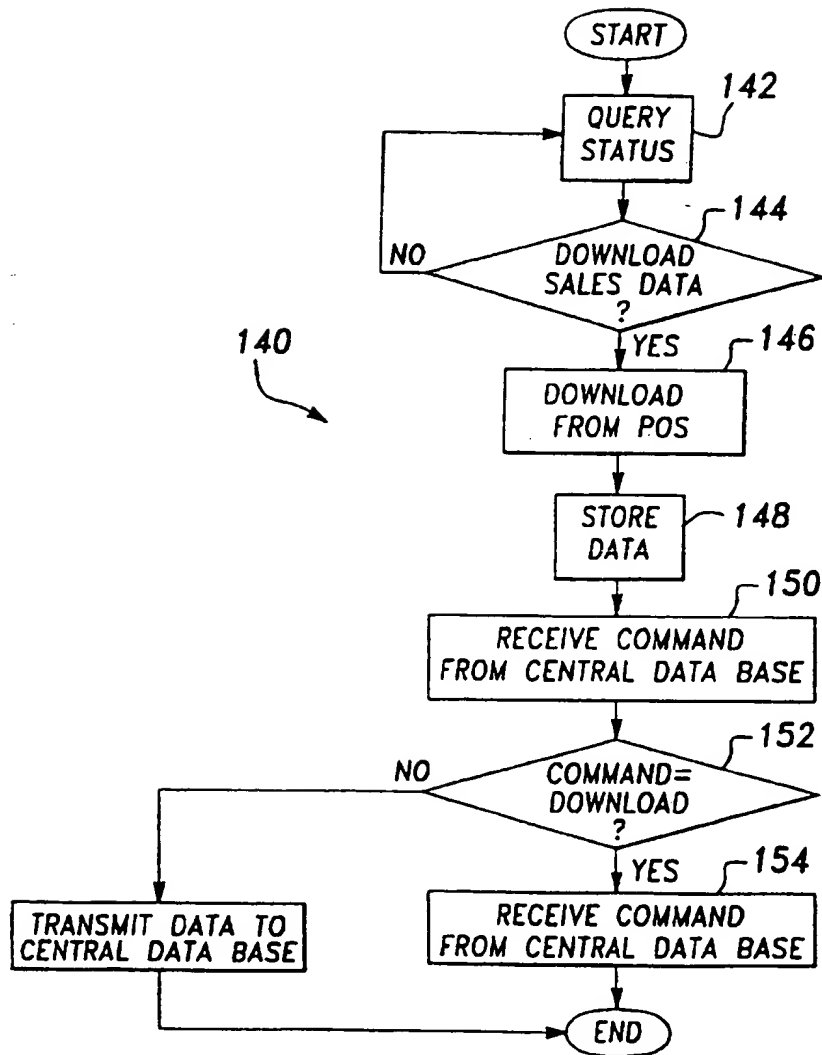 START
142
QUERY
STATUS
144
NO
DOWNLOAD
SALES DATA
?
140
YES
146
DOWNLOAD
FROM POS
STORE
DATA
148
150
RECEIVE COMMAND
FROM CENTRAL DATA BASE
152
NO
COMMAND=
DOWNLOAD
?
YES
154
TRANSMIT DATA TO
CENTRAL DATA BASE
RECEIVE COMMAND
FROM CENTRAL DATA BASE
END